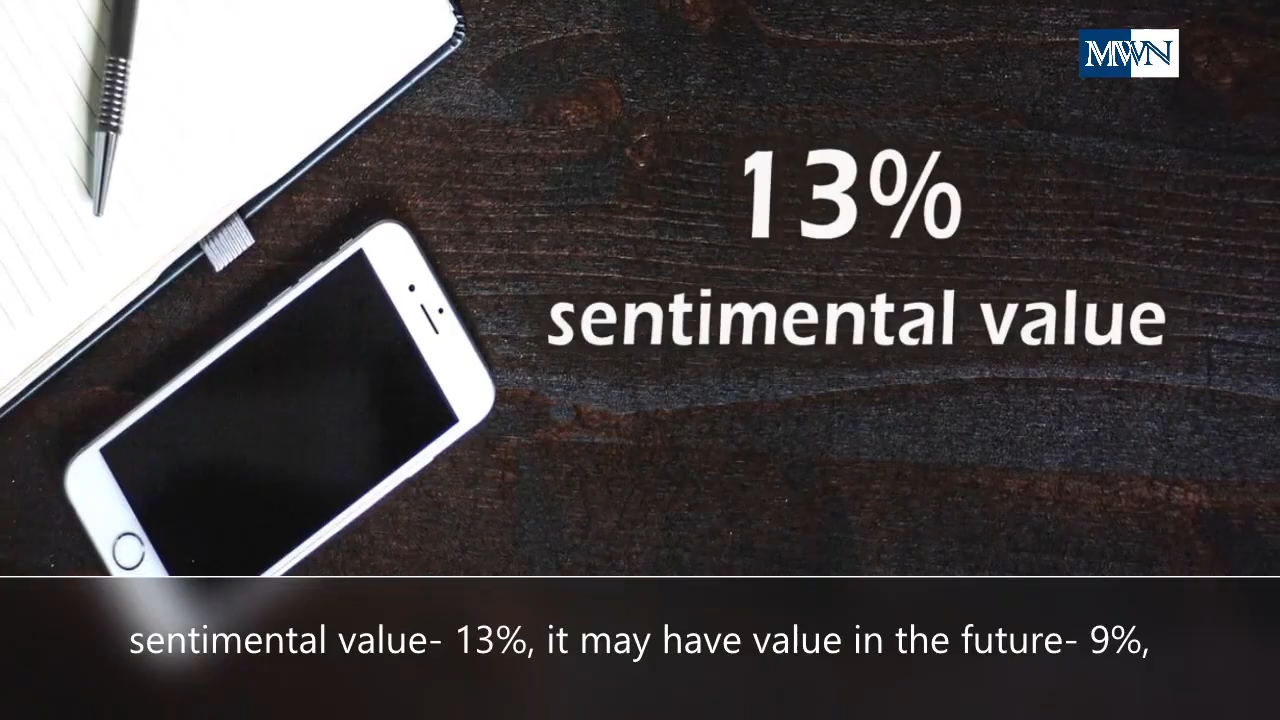 MWN
13%
sentimental value
sentimental value- 13%, it may have value in the future- 9%,